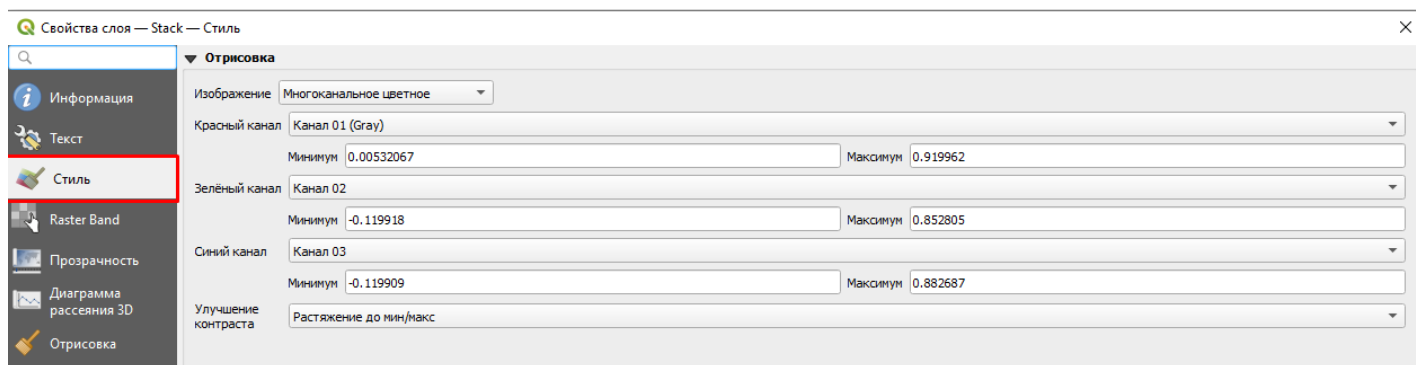 Свойства слоя — Stack — Стиль
Отрисовка
Информация
Изображение Многоканальное цветное
Красный канал Канал 01 (Gray)
Текст
Минимум 0.00532067 Максимум 0.919962
Стиль
Зелёный канал Канал 02
Raster Band
Минимум -0.119918 Максимум 0.852805
Синий канал Канал 03
Прозрачность
Минимум -0.119909 Максимум 0.882687
Диаграмма
рассеяния 3D
Улучшение
контраста
Растяжение до мин/макс
Отрисовка